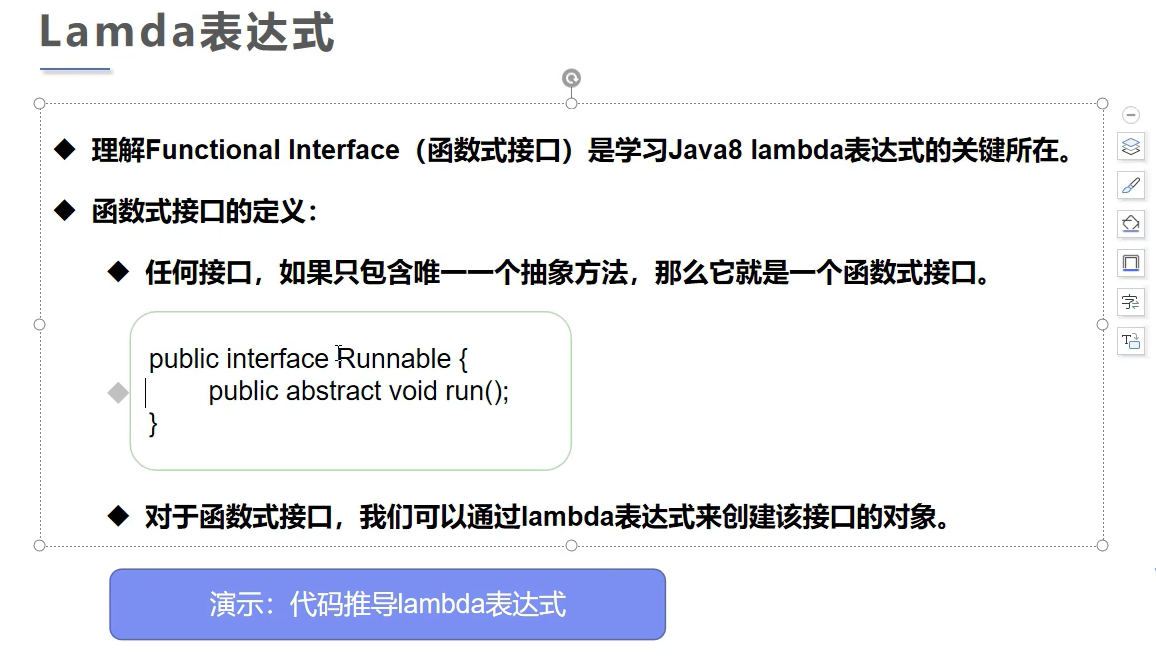 Lamda表达式
理解Functional Interface（函数式接口）是学习Java8 lambda表达式的关键所在。
函数式接口的定义：
任何接口，如果只包含唯一一个抽象方法，那么它就是一个函数式接口。
public interface Runnable {
public abstract void run();
}
对于函数式接口，我们可以通过lambda表达式来创建该接口的对象。
演示：代码推导lambda表达式